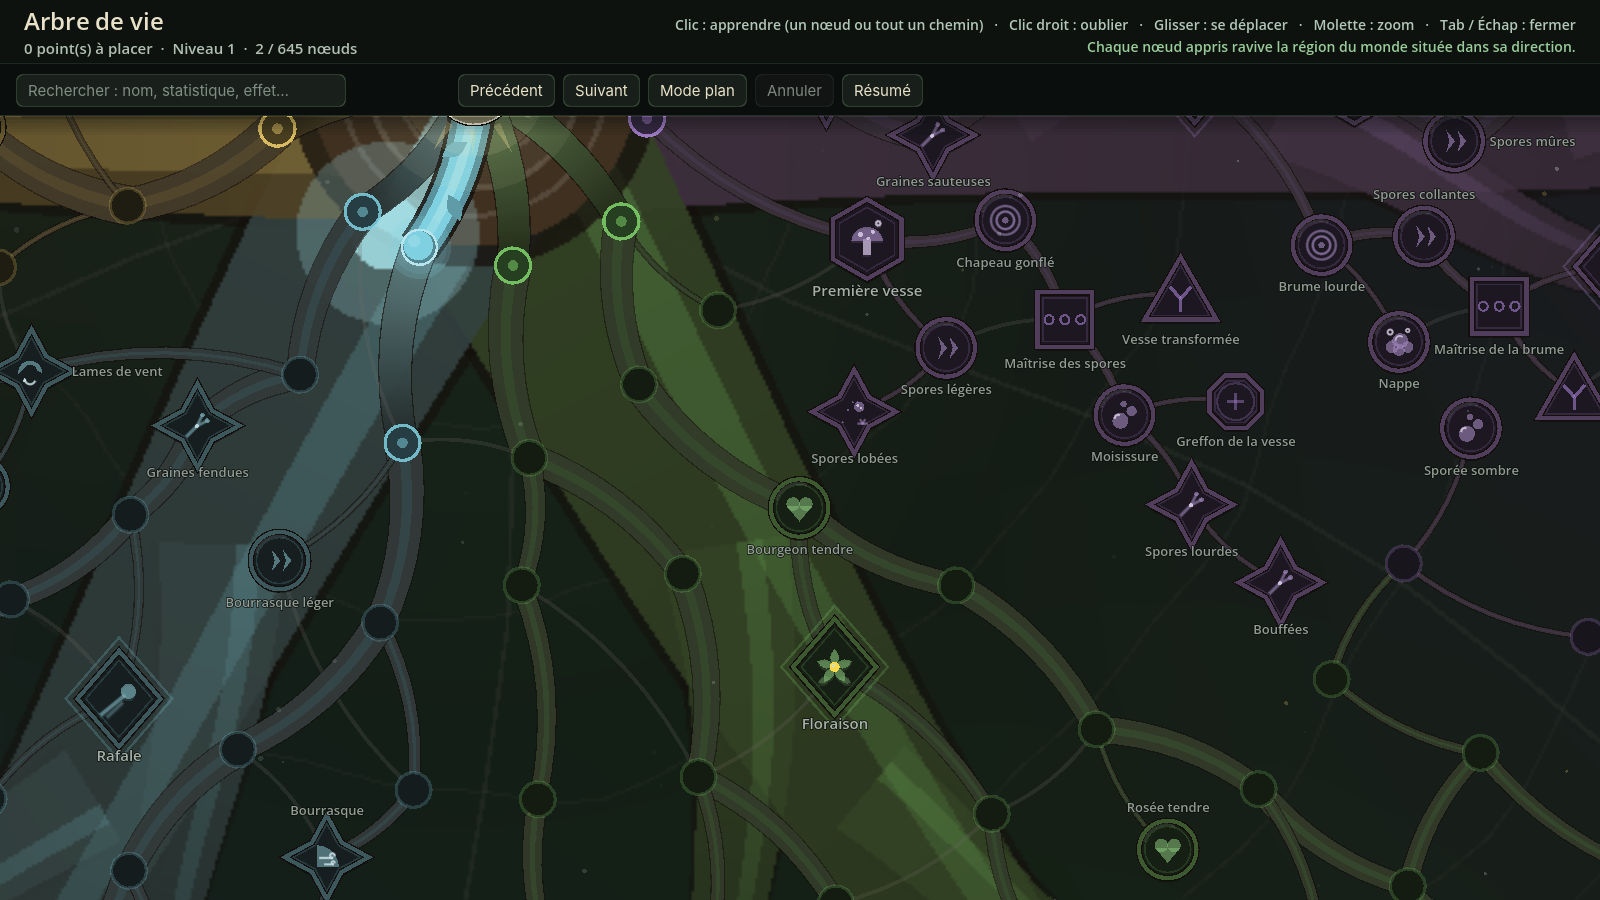 Arbre de vie
0 point(s) à placer · Niveau 1 · 2 / 645 nœuds
Clic : apprendre (un nœud ou tout un chemin) · Clic droit : oublier · Glisser : se déplacer · Molette : zoom · Tab / Échap : fermer
Chaque nœud appris ravive la région du monde située dans sa direction.
Rechercher : nom, statistique, effet...
Précédent
Suivant
Mode plan
Annuler
Résumé
Spores mûres
Graines sauteuses
Spores collantes
Chapeau gonflé
Première vesse
Brume lourde
Vesse transformée
Maîtrise de la brume
Maîtrise des spores
Lames de vent
Nappe
Spores légères
Greffon de la vesse
Moisissure
Spores lobées
Sporée sombre
Graines fendues
Bourgeon tendre
Spores lourdes
Bourrasque léger
Bouffées
Floraison
Rafale
Rosée tendre
Bourrasque